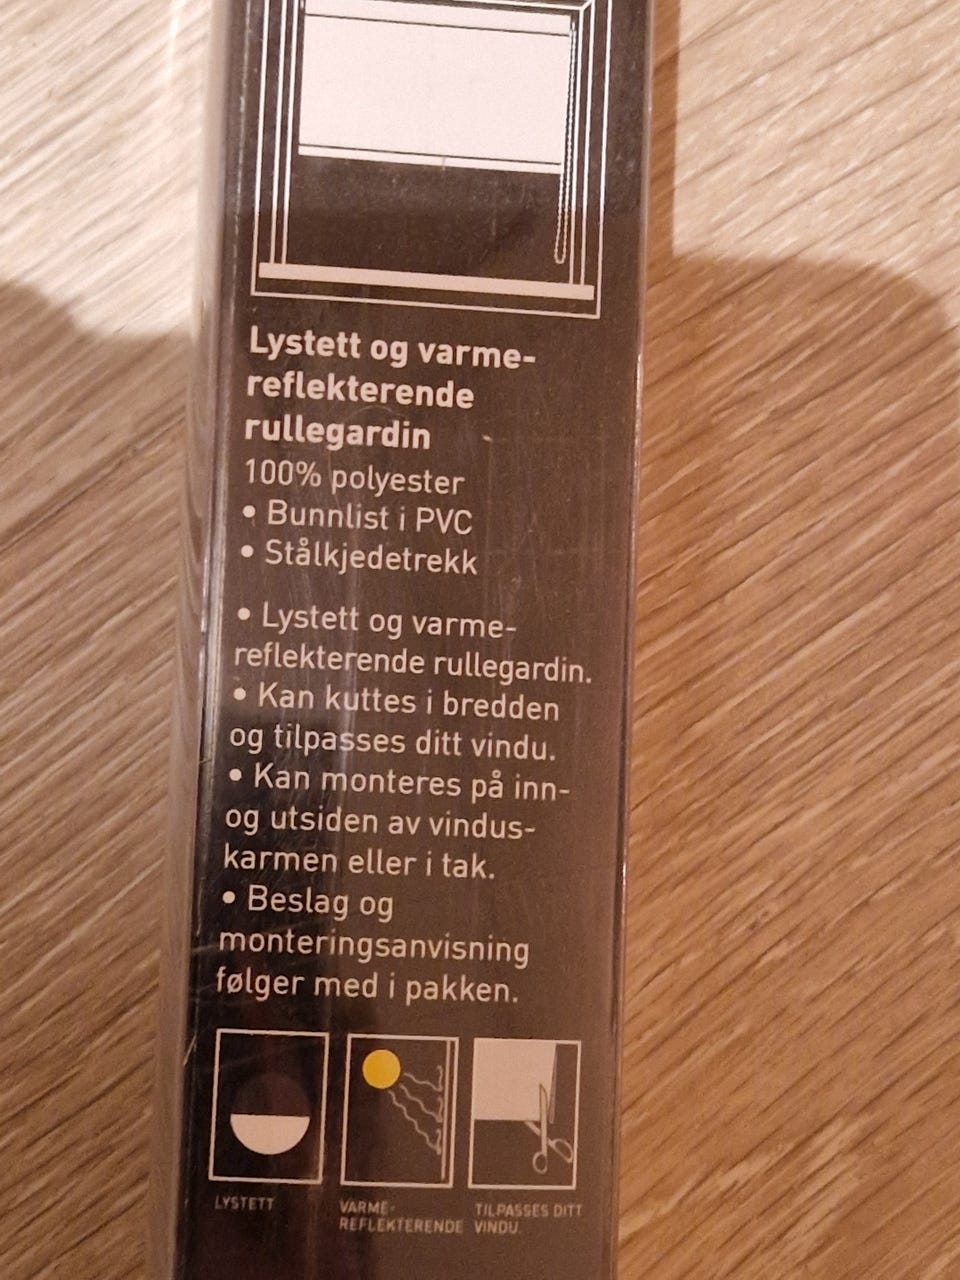 Lystett og varme-
reflekterende
rullegardin
100% polyester
• Bunnlist i PVC
• Stålkjedetrekk
• Lystett og varme-
reflekterende rullegardin.
• Kan kuttes i bredden
og tilpasses ditt vindu.
• Kan monteres på inn-
og utsiden av vindus-
karmen eller i tak.
• Beslag og
monteringsanvisning
følger med i pakken.
LYSTETT
VARME-
REFLEKTERENDE
TILPASSES DITT
VINDU.